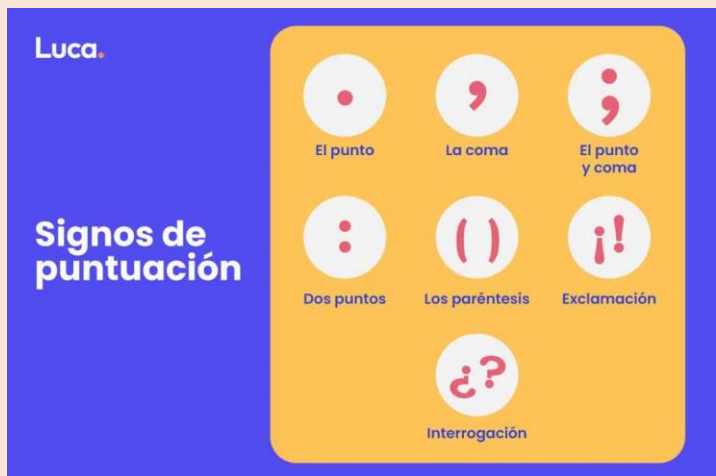 Luca.
Signos de
puntuación
.
,
;
El punto
La coma
El punto
y coma
:
( )
¡!
Dos puntos
Los paréntesis
Exclamación
¿?
Interrogación